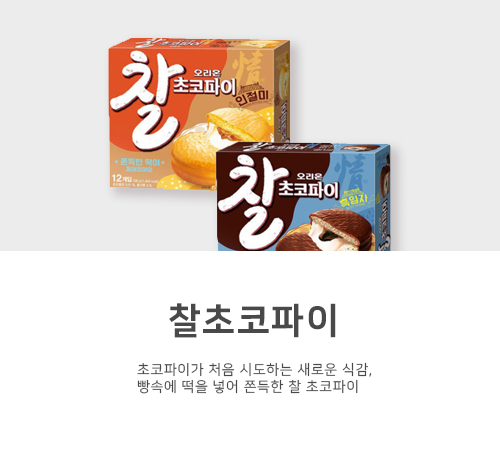 찰
오리온
초코파이
情
인절미
쫀득한 떡이
12개입
찰
오리온
초코파이
情
흑임자
찰초코파이
초코파이가 처음 시도하는 새로운 식감,
빵속에 떡을 넣어 쫀득한 찰 초코파이